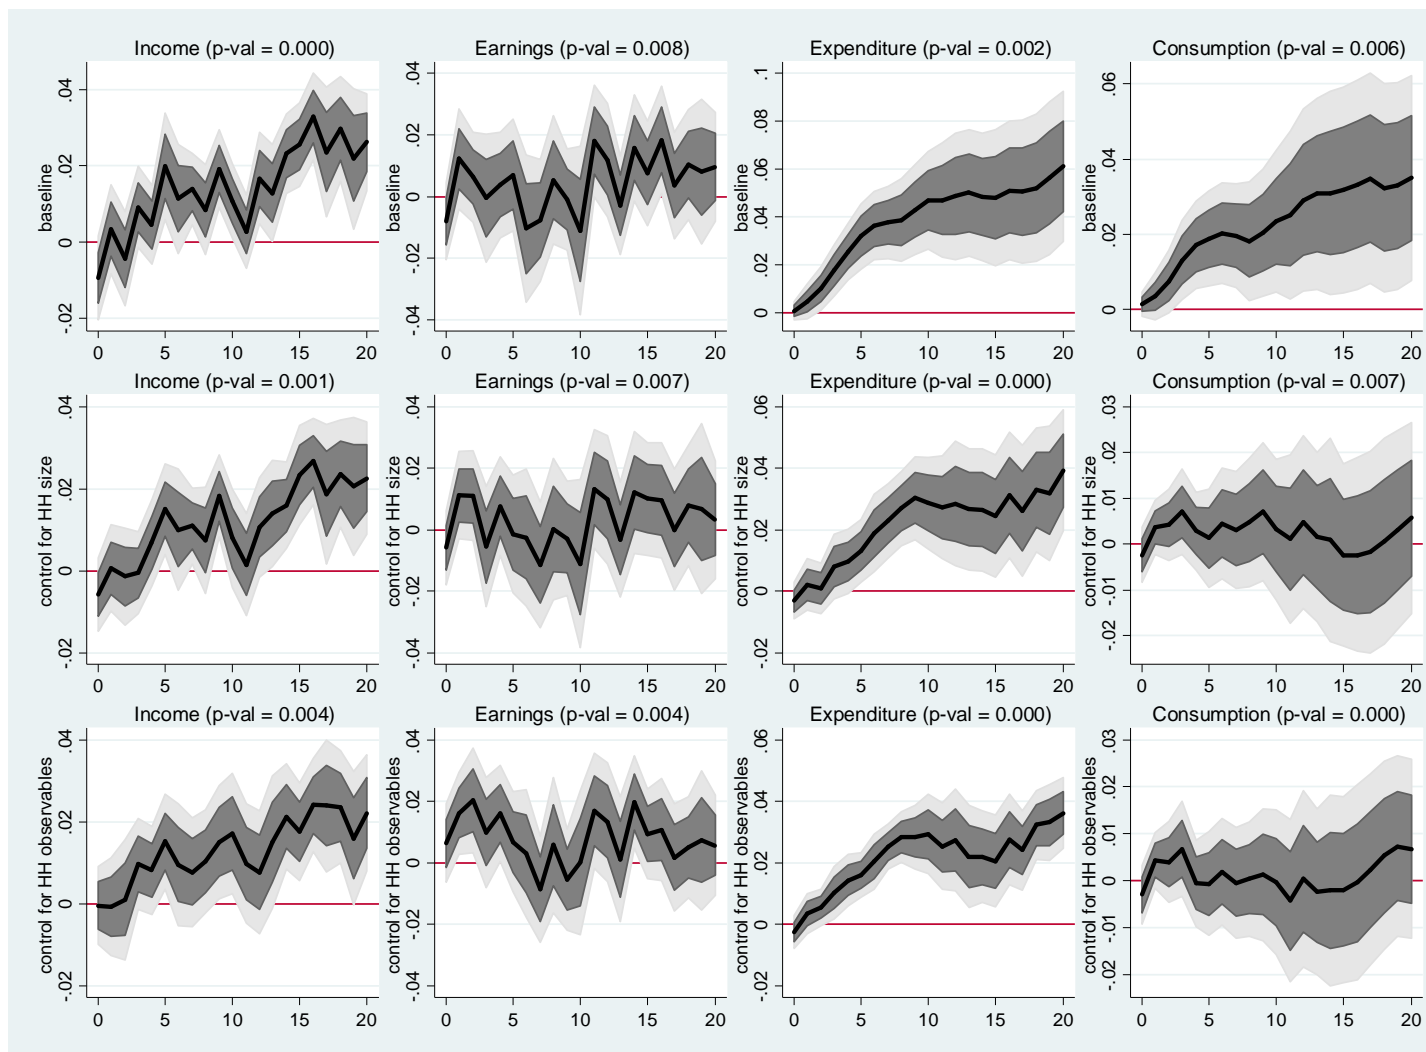 Income (p-val = 0.000)
Earnings (p-val = 0.008)
Expenditure (p-val = 0.002)
Consumption (p-val = 0.006)
baseline
.04
.02
0
-.02
0 5 10 15 20
baseline
.04
.02
0
-.02
-.04
0 5 10 15 20
baseline
.1
.08
.06
.04
.02
0
0 5 10 15 20
baseline
.06
.04
.02
0
0 5 10 15 20
Income (p-val = 0.001)
Earnings (p-val = 0.007)
Expenditure (p-val = 0.000)
Consumption (p-val = 0.007)
control for HH size
.04
.02
0
-.02
0 5 10 15 20
control for HH size
.04
.02
0
-.02
-.04
0 5 10 15 20
control for HH size
.06
.04
.02
0
-.02
0 5 10 15 20
control for HH size
.03
.02
.01
0
-.01
-.02
0 5 10 15 20
Income (p-val = 0.004)
Earnings (p-val = 0.004)
Expenditure (p-val = 0.000)
Consumption (p-val = 0.000)
control for HH observables
.04
.02
0
-.02
0 5 10 15 20
control for HH observables
.04
.02
0
-.02
-.04
0 5 10 15 20
control for HH observables
.06
.04
.02
0
-.02
0 5 10 15 20
control for HH observables
.03
.02
.01
0
-.01
-.02
0 5 10 15 20